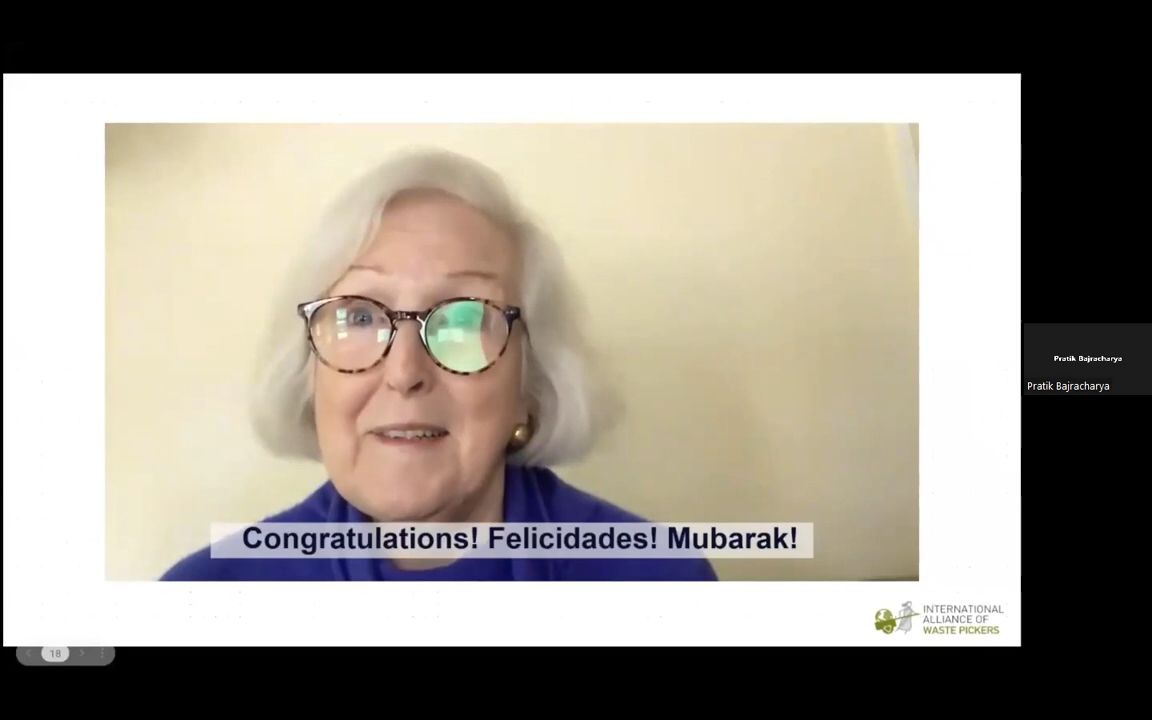 Congratulations! Felicidades! Mubarak!
INTERNATIONAL
ALLIANCE OF
WASTE PICKERS
18
Pratik Bajracharya
Pratik Bajracharya